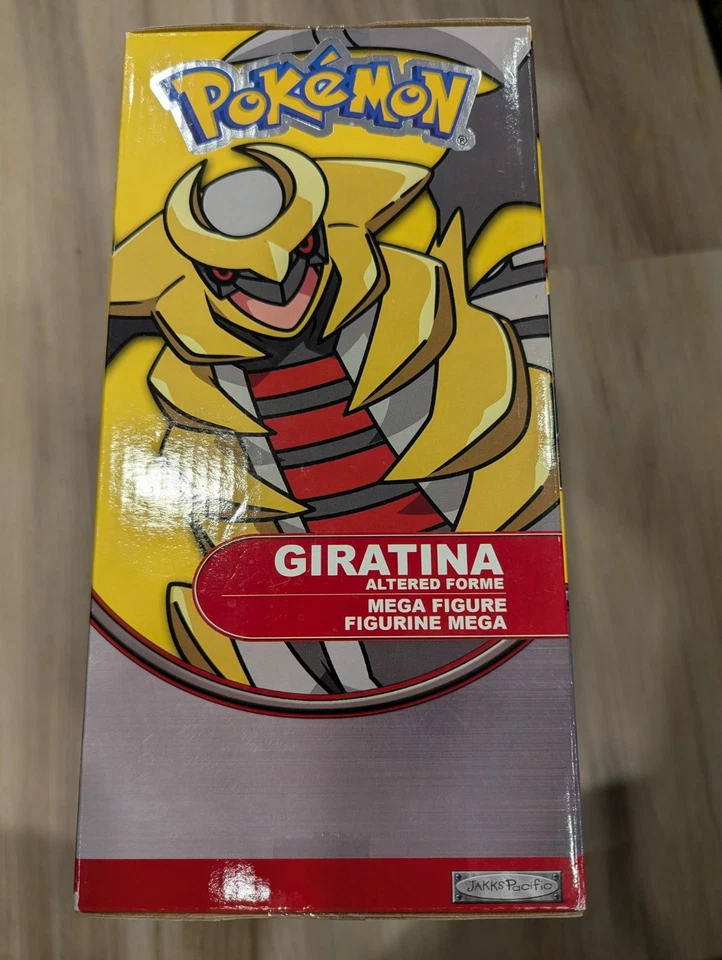 POKéMON
®
GIRATINA
ALTERED FORME
MEGA FIGURE
FIGURINE MEGA
JAKKS Pacific